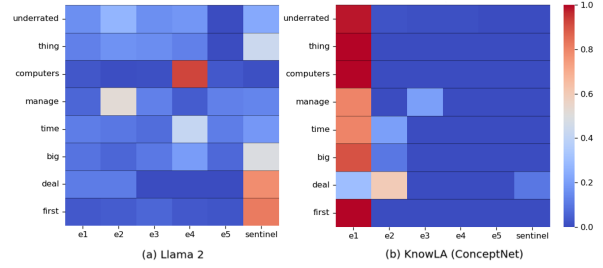 underrated
thing
computers
manage
time
big
deal
first
e1 e2 e3 e4 e5 sentinel
(a) Llama 2
underrated
thing
computers
manage
time
big
deal
first
e1 e2 e3 e4 e5 sentinel
(b) KnowLA (ConceptNet)
1.0
0.8
0.6
0.4
0.2
0.0